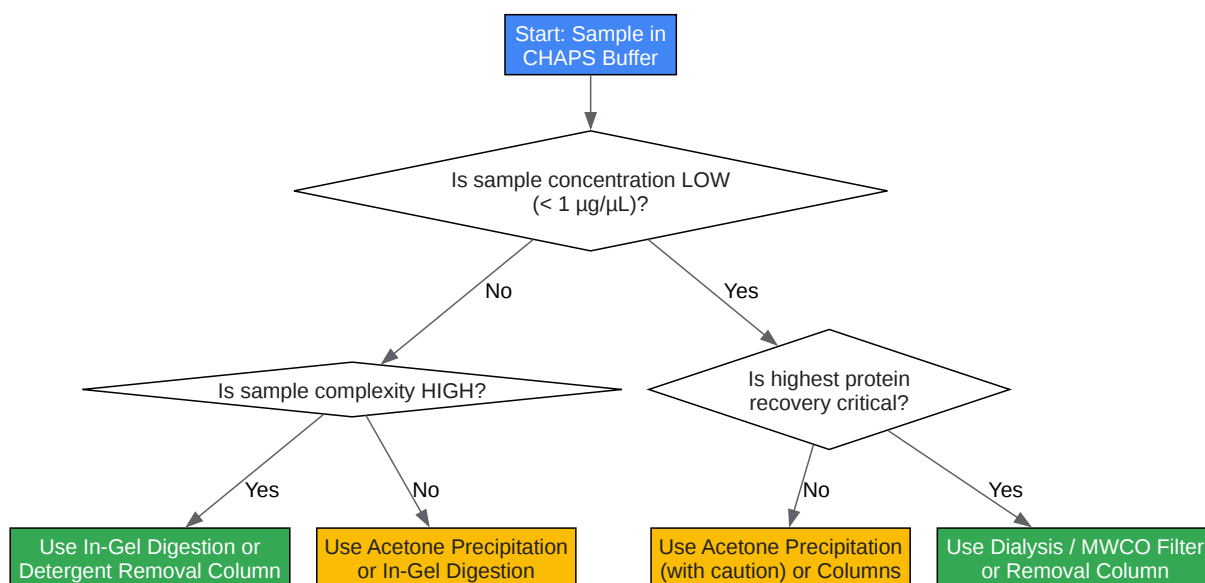 Start: Sample in
CHAPS Buffer
Is sample concentration LOW
(< 1 µg/µL)?
No
Yes
Is sample complexity HIGH?
Is highest protein
recovery critical?
Yes
No
No
Yes
Use In-Gel Digestion or
Detergent Removal Column
Use Acetone Precipitation
or In-Gel Digestion
Use Acetone Precipitation
(with caution) or Columns
Use Dialysis / MWCO Filter
or Removal Column